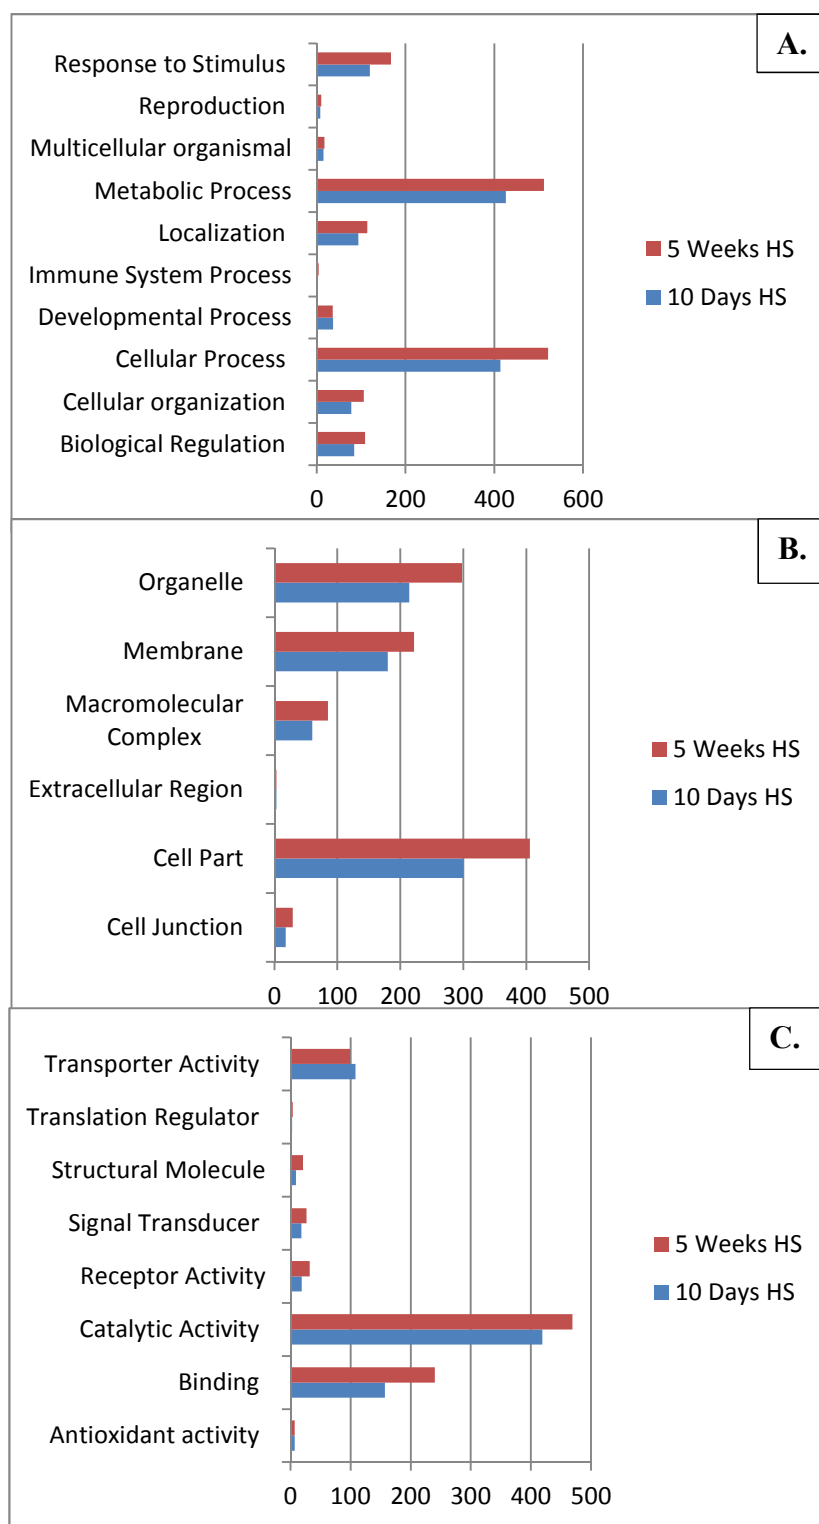 A.
Response to Stimulus
Reproduction
Multicellular organismal
Metabolic Process
Localization
Immune System Process
Developmental Process
Cellular Process
Cellular organization
Biological Regulation
0 200 400 600
5 Weeks HS
10 Days HS
B.
Organelle
Membrane
Macromolecular
Complex
Extracellular Region
Cell Part
Cell Junction
0 100 200 300 400 500
5 Weeks HS
10 Days HS
C.
Transporter Activity
Translation Regulator
Structural Molecule
Signal Transducer
Receptor Activity
Catalytic Activity
Binding
Antioxidant activity
0 100 200 300 400 500
5 Weeks HS
10 Days HS